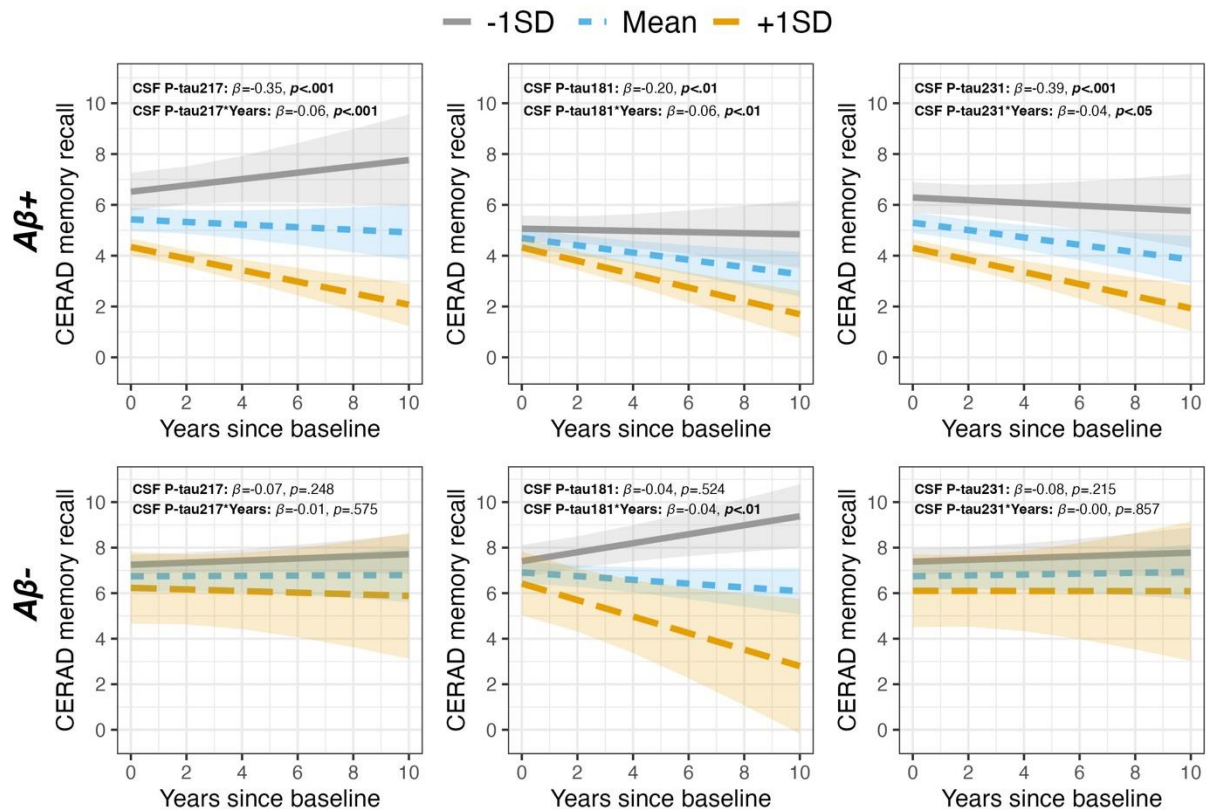 -1SD Mean +1SD
Aβ+
CERAD memory recall
CSF P-tau217: β=-0.35, p<.001
CSF P-tau217*Years: β=-0.06, p<.001
10
8
6
4
2
0
0 2 4 6 8 10
Years since baseline
CERAD memory recall
CSF P-tau181: β=-0.20, p<.01
CSF P-tau181*Years: β=-0.06, p<.01
10
8
6
4
2
0
0 2 4 6 8 10
Years since baseline
CERAD memory recall
CSF P-tau231: β=-0.39, p<.001
CSF P-tau231*Years: β=-0.04, p<.05
10
8
6
4
2
0
0 2 4 6 8 10
Years since baseline
Aβ-
CERAD memory recall
CSF P-tau217: β=-0.07, p=.248
CSF P-tau217*Years: β=-0.01, p=.575
10
8
6
4
2
0
0 2 4 6 8 10
Years since baseline
CERAD memory recall
CSF P-tau181: β=-0.04, p=.524
CSF P-tau181*Years: β=-0.04, p<.01
10
8
6
4
2
0
0 2 4 6 8 10
Years since baseline
CERAD memory recall
CSF P-tau231: β=-0.08, p=.215
CSF P-tau231*Years: β=-0.00, p=.857
10
8
6
4
2
0
0 2 4 6 8 10
Years since baseline